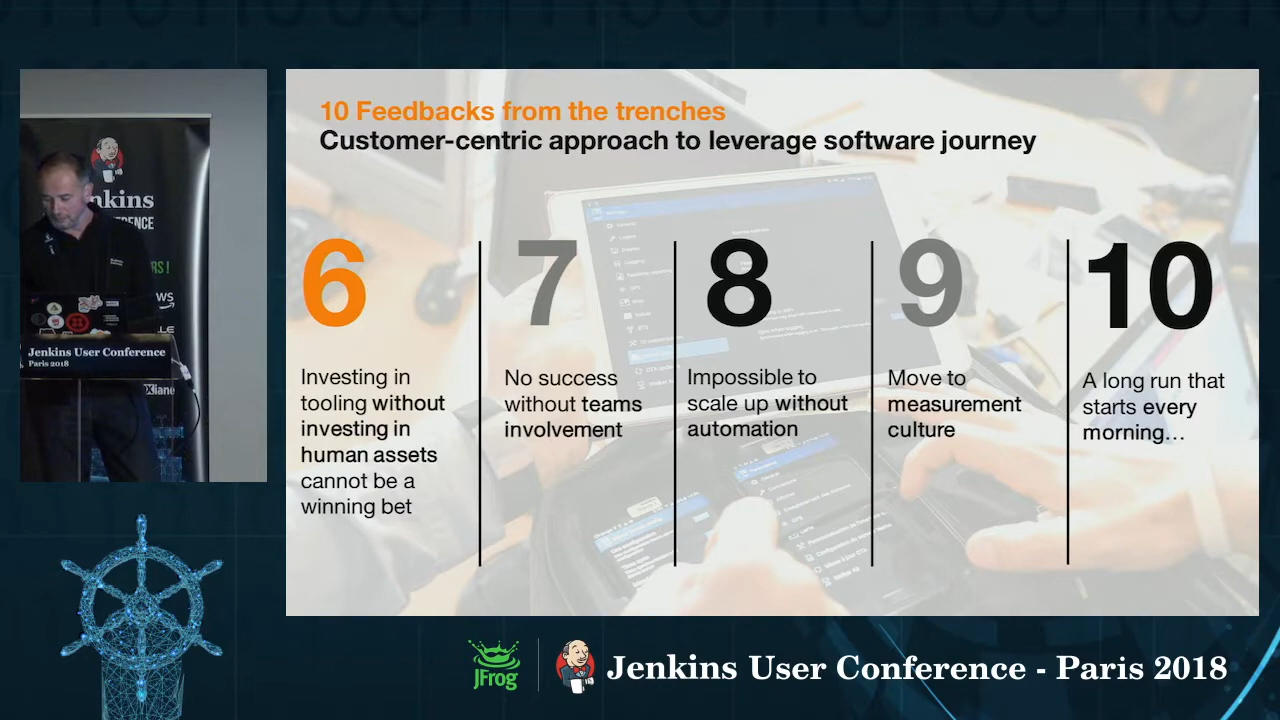 10 Feedbacks from the trenches
Customer-centric approach to leverage software journey
6
Investing in
tooling without
investing in
human assets
cannot be a
winning bet
7
No success
without teams
involvement
8
Impossible to
scale up without
automation
9
Move to
measurement
culture
10
A long run that
starts every
morning...
Jenkins User Conference
Paris 2018
JFrog
Jenkins User Conference - Paris 2018